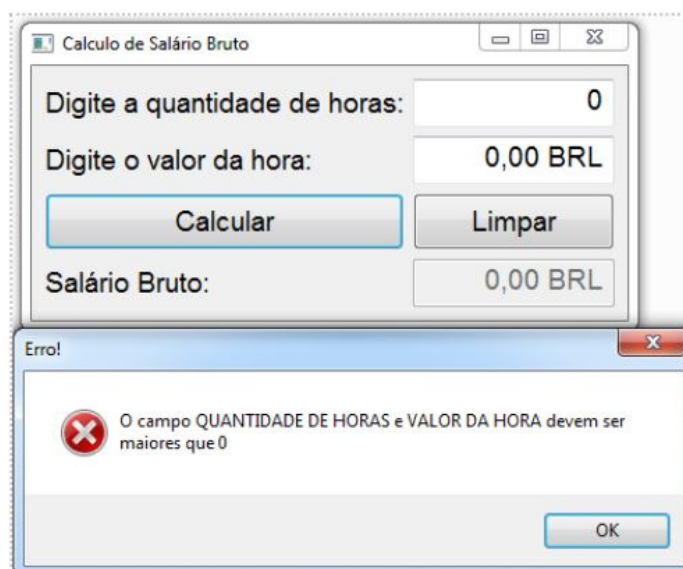 Calculo de Salário Bruto
Digite a quantidade de horas: 0
Digite o valor da hora: 0,00 BRL
Calcular Limpar
Salário Bruto: 0,00 BRL
Erro!
O campo QUANTIDADE DE HORAS e VALOR DA HORA devem ser
maiores que 0
OK